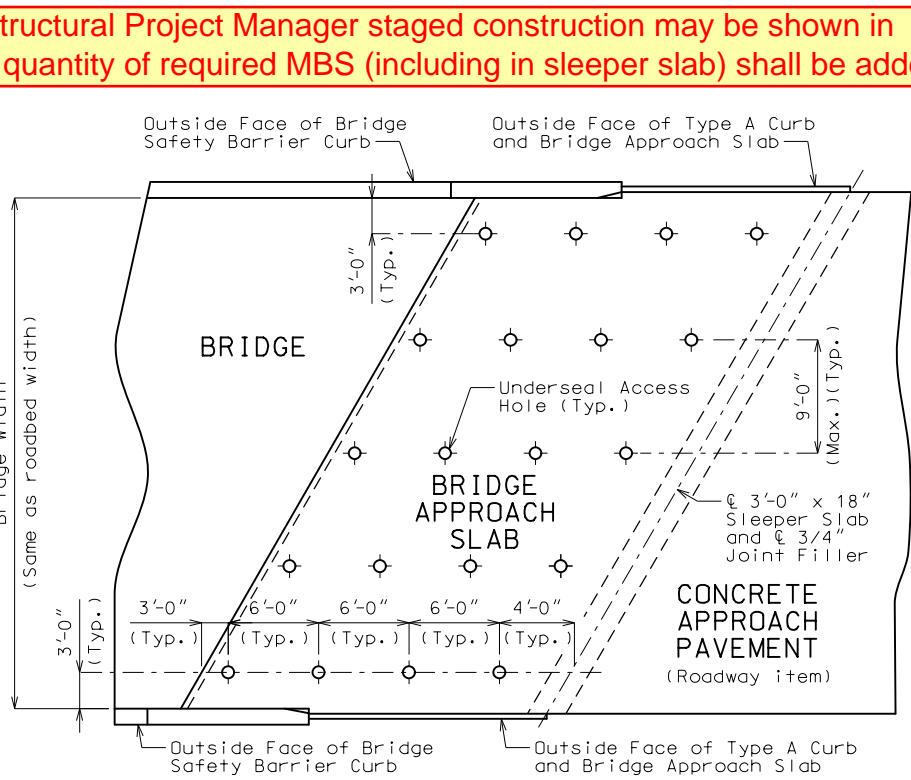 tructural Project Manager staged construction may be shown in
quantity of required MBS (including in sleeper slab) shall be adde
Outside Face of Bridge
Safety Barrier Curb
Outside Face of Type A Curb
and Bridge Approach Slab
3'-0"
(Typ.)
BRIDGE
Bridge width
(Same as roadbed width)
Underseal Access
Hole (Typ.)
9'-0"
(Max.)(Typ.)
BRIDGE
APPROACH
SLAB
℄ 3'-0" x 18"
Sleeper Slab
and ℄ 3/4"
Joint Filler
CONCRETE
APPROACH
PAVEMENT
(Roadway item)
3'-0"
(Typ.)
3'-0" 6'-0" 6'-0" 6'-0" 4'-0"
(Typ.) (Typ.) (Typ.) (Typ.) (Typ.)
Outside Face of Bridge
Safety Barrier Curb
Outside Face of Type A Curb
and Bridge Approach Slab